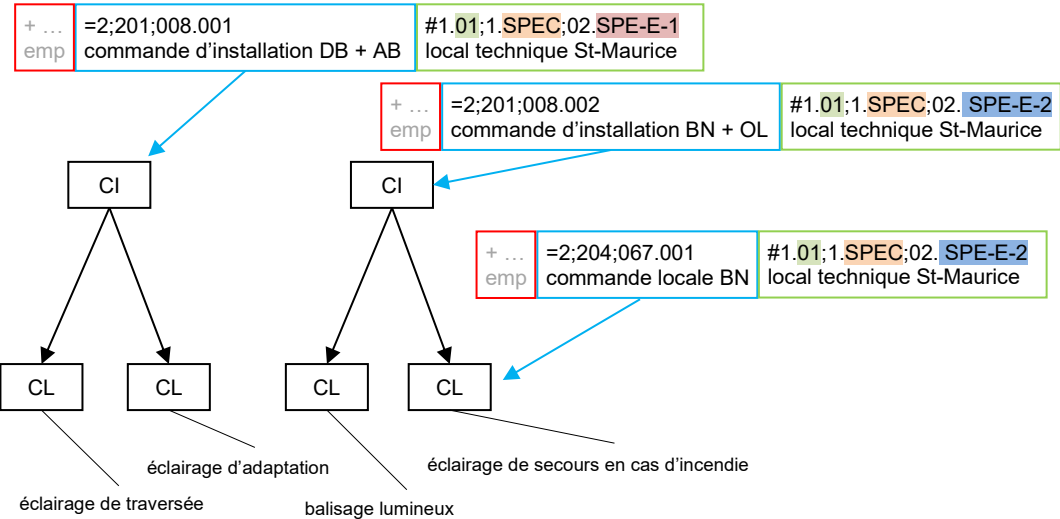 + … =2;201;008.001 #1.01;1.SPEC;02.SPE-E-1
emp commande d’installation DB + AB local technique St-Maurice
+ … =2;201;008.002 #1.01;1.SPEC;02. SPE-E-2
emp commande d’installation BN + OL local technique St-Maurice
CI CI
+ … =2;204;067.001 #1.01;1.SPEC;02. SPE-E-2
emp commande locale BN local technique St-Maurice
CL CL CL CL
éclairage d’adaptation éclairage de secours en cas d’incendie
éclairage de traversée balisage lumineux